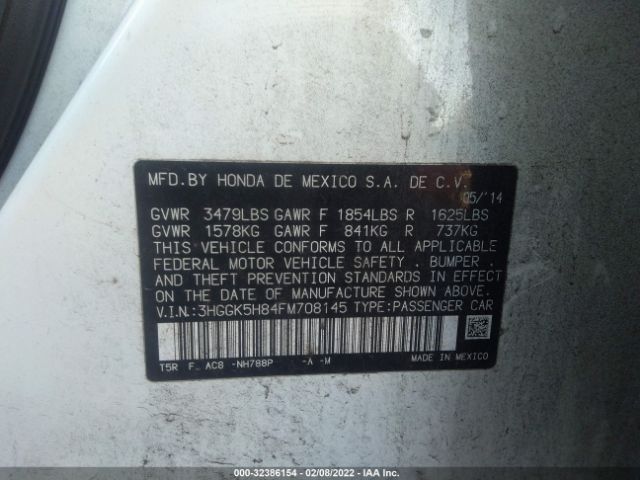 MFD.BY HONDA DE MEXICO S.A. DE C.V.
05/'14
GVWR 3479LBS GAWR F 1854LBS R 1625LBS
GVWR 1578KG GAWR F 841KG R 737KG
THIS VEHICLE CONFORMS TO ALL APPLICABLE
FEDERAL MOTOR VEHICLE SAFETY , BUMPER ,
AND THEFT PREVENTION STANDARDS IN EFFECT
ON THE DATE OF MANUFACTURE SHOWN ABOVE.
V.I.N.:3HGGK5H84FM708145 TYPE:PASSENGER CAR
T5R F_ AC8 -NH788P -A -M MADE IN MEXICO
000-32386154 - 02/08/2022 - IAA Inc.